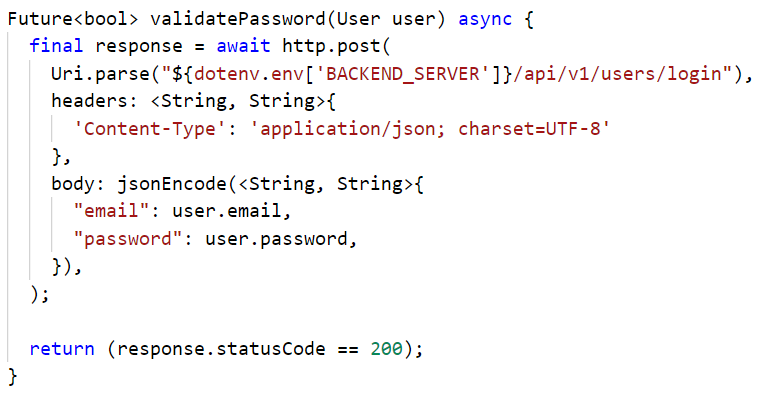 Future<bool> validatePassword(User user) async {
  final response = await http.post(
    Uri.parse("${dotenv.env['BACKEND_SERVER']}/api/v1/users/login"),
    headers: <String, String>{
      'Content-Type': 'application/json; charset=UTF-8'
    },
    body: jsonEncode(<String, String>{
      "email": user.email,
      "password": user.password,
    }),
  );

  return (response.statusCode == 200);
}